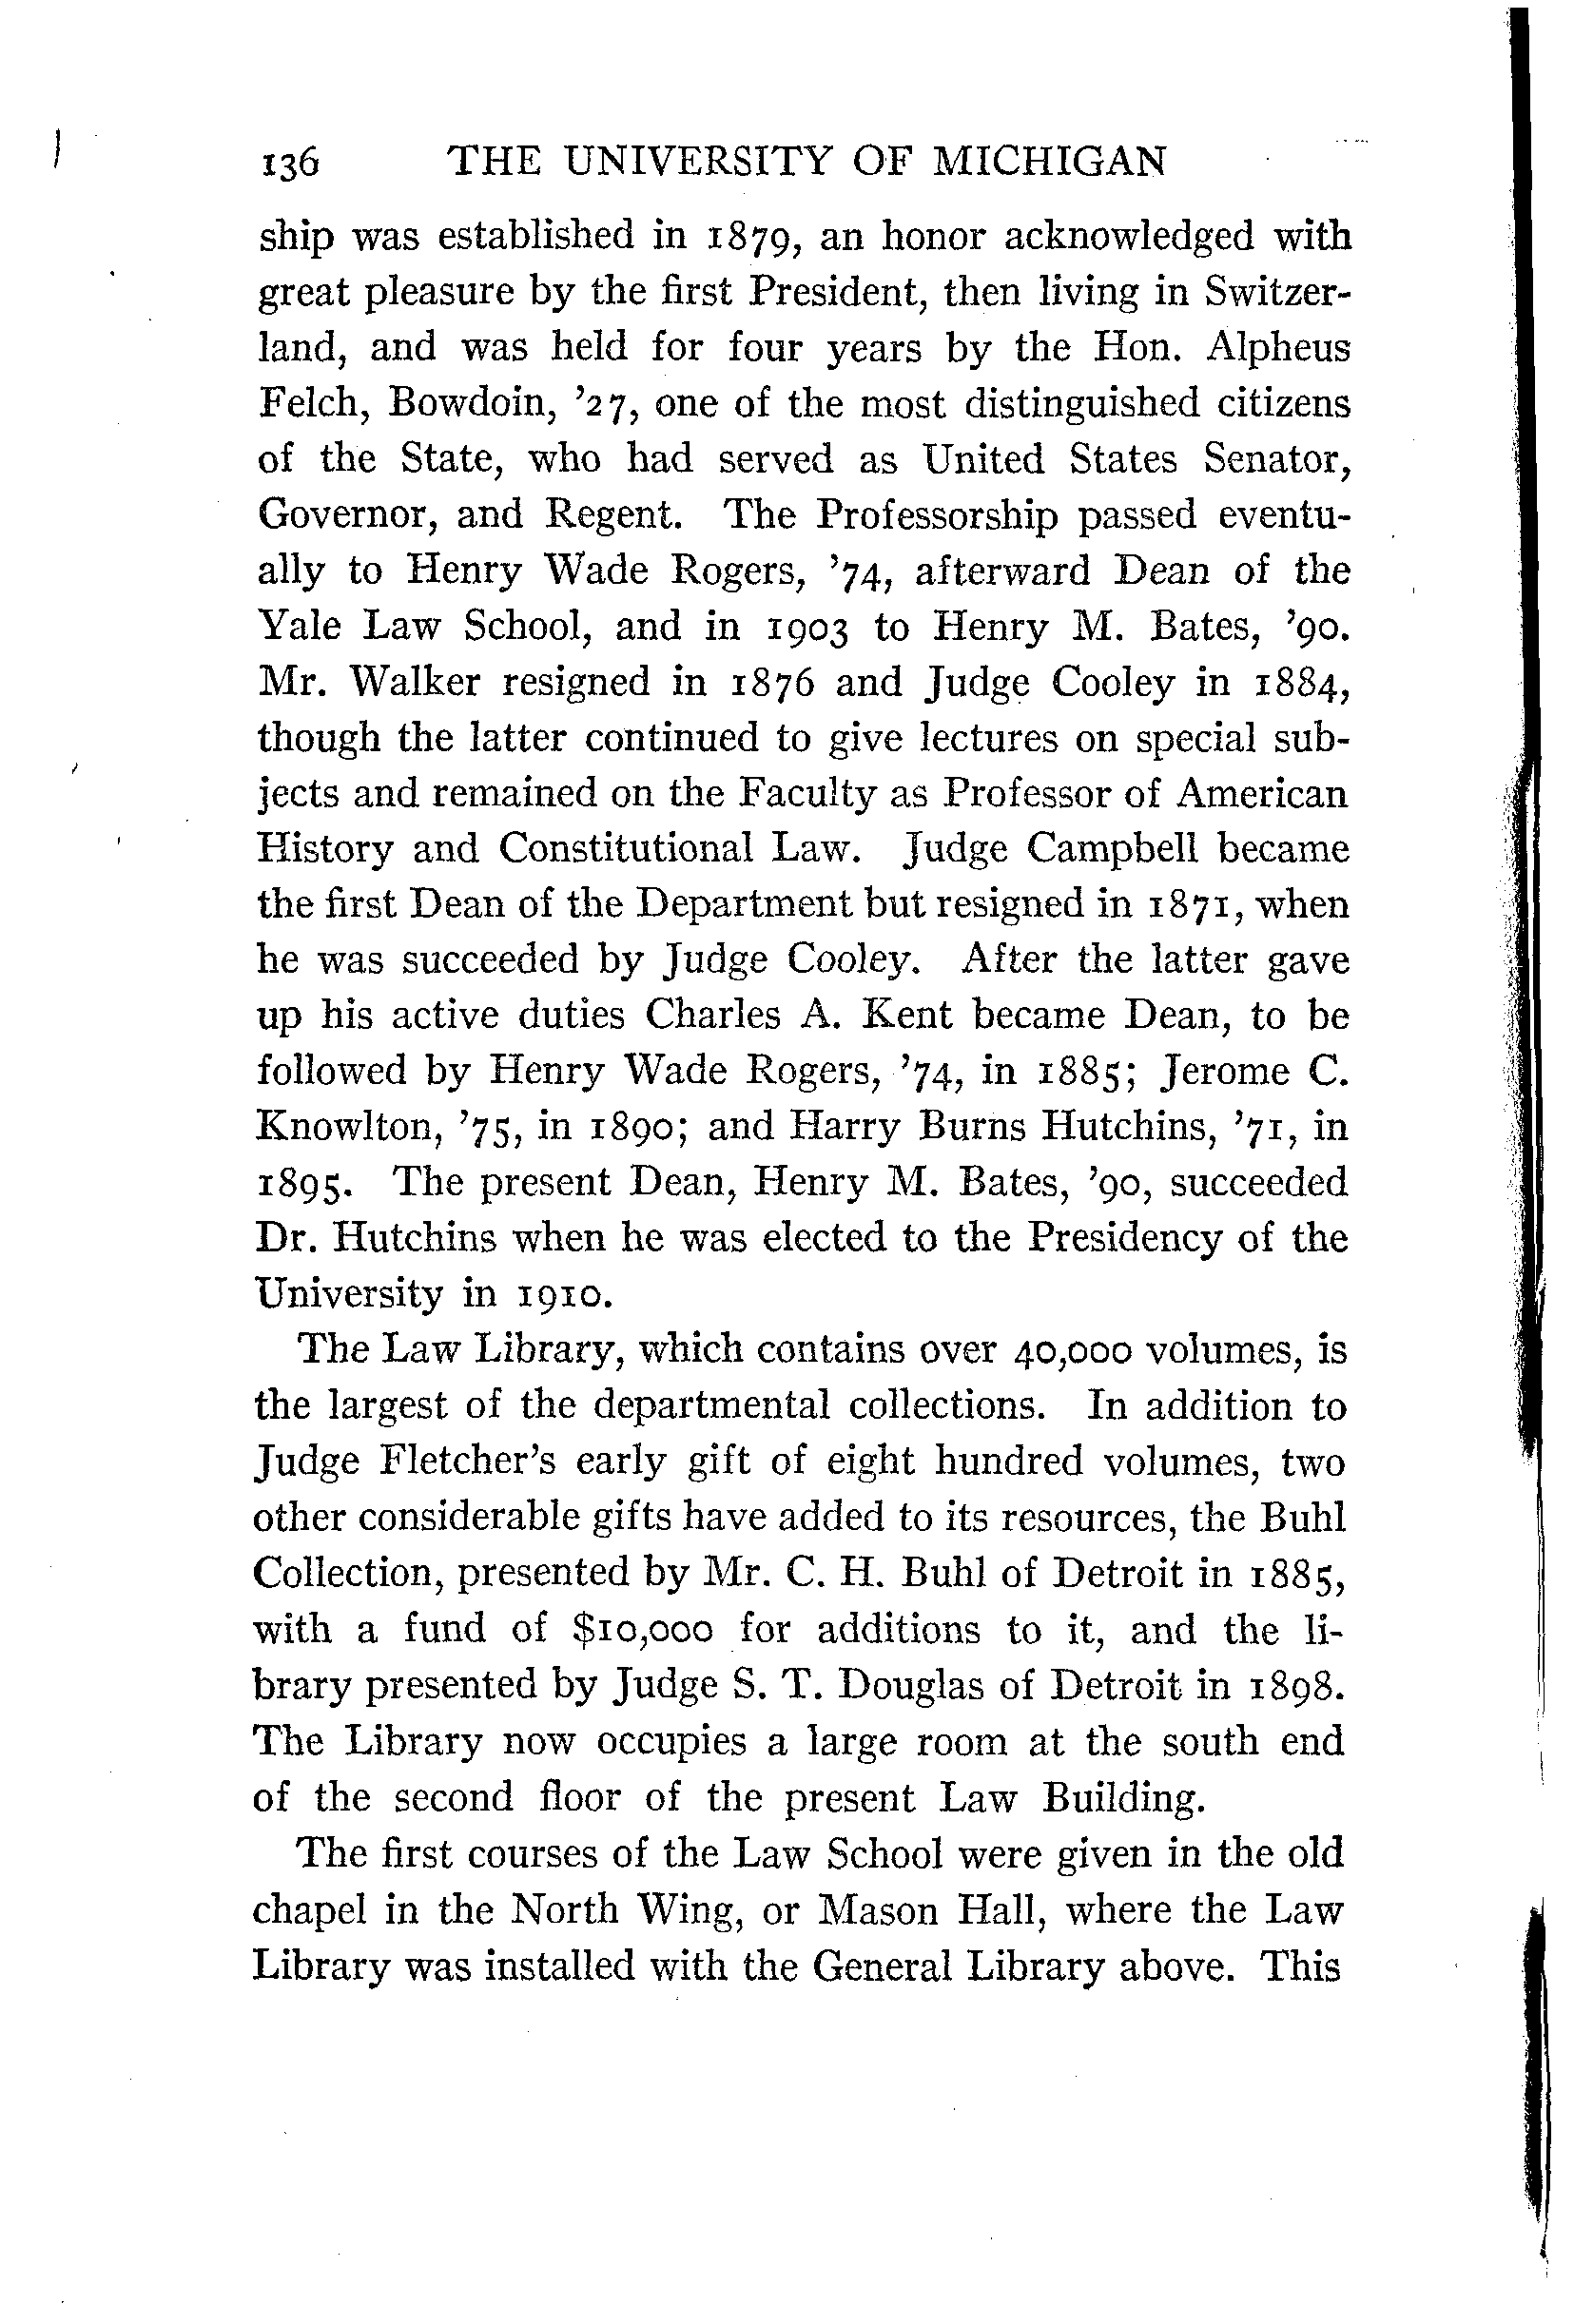 136 THE UNIVERSITY OF MICHIGAN
ship was established in 1879, an honor acknowledged with
great pleasure by the first President, then living in Switzer-
land, and was held for four years by the Hon. Alpheus
Felch, Bowdoin, '27, one of the most distinguished citizens
of the State, who had served as United States Senator,
Governor, and Regent. The Professorship passed eventu-
ally to Henry Wade Rogers, '74, afterward Dean of the
Yale Law School, and in 1903 to Henry M. Bates, '90.
Mr. Walker resigned in 1876 and Judge Cooley in 1884,
though the latter continued to give lectures on special sub-
jects and remained on the Faculty as Professor of American
History and Constitutional Law. Judge Campbell became
the first Dean of the Department but resigned in 1871, when
he was succeeded by Judge Cooley. After the latter gave
up his active duties Charles A. Kent became Dean, to be
followed by Henry Wade Rogers, '74, in 1885; Jerome C.
Knowlton, '75, in 1890; and Harry Burns Hutchins, '71, in
1895. The present Dean, Henry M. Bates, '90, succeeded
Dr. Hutchins when he was elected to the Presidency of the
University in 1910.
The Law Library, which contains over 40,000 volumes, is
the largest of the departmental collections. In addition to
Judge Fletcher's early gift of eight hundred volumes, two
other considerable gifts have added to its resources, the Buhl
Collection, presented by Mr. C. H. Buhl of Detroit in 1885,
with a fund of $10,000 for additions to it, and the li-
brary presented by Judge S. T. Douglas of Detroit in 1898.
The Library now occupies a large room at the south end
of the second floor of the present Law Building.
The first courses of the Law School were given in the old
chapel in the North Wing, or Mason Hall, where the Law
Library was installed with the General Library above. This